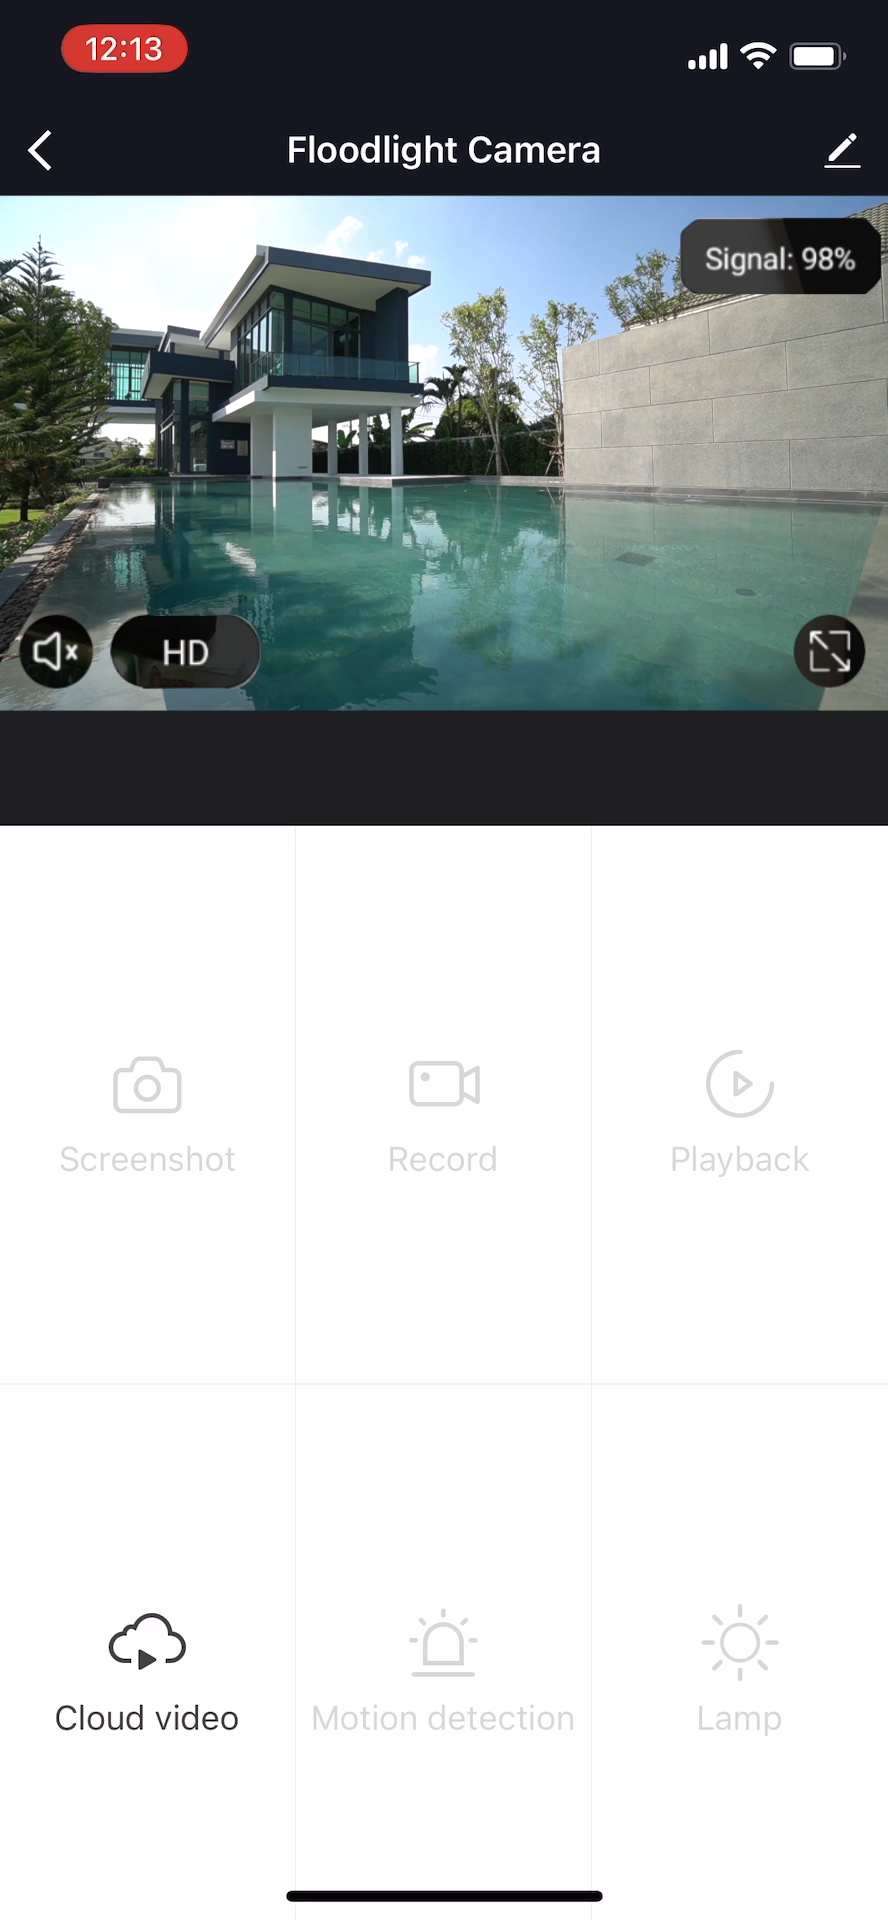 12:13
Floodlight Camera
Signal: 98%
HD
Screenshot
Record
Playback
Cloud video
Motion detection
Lamp